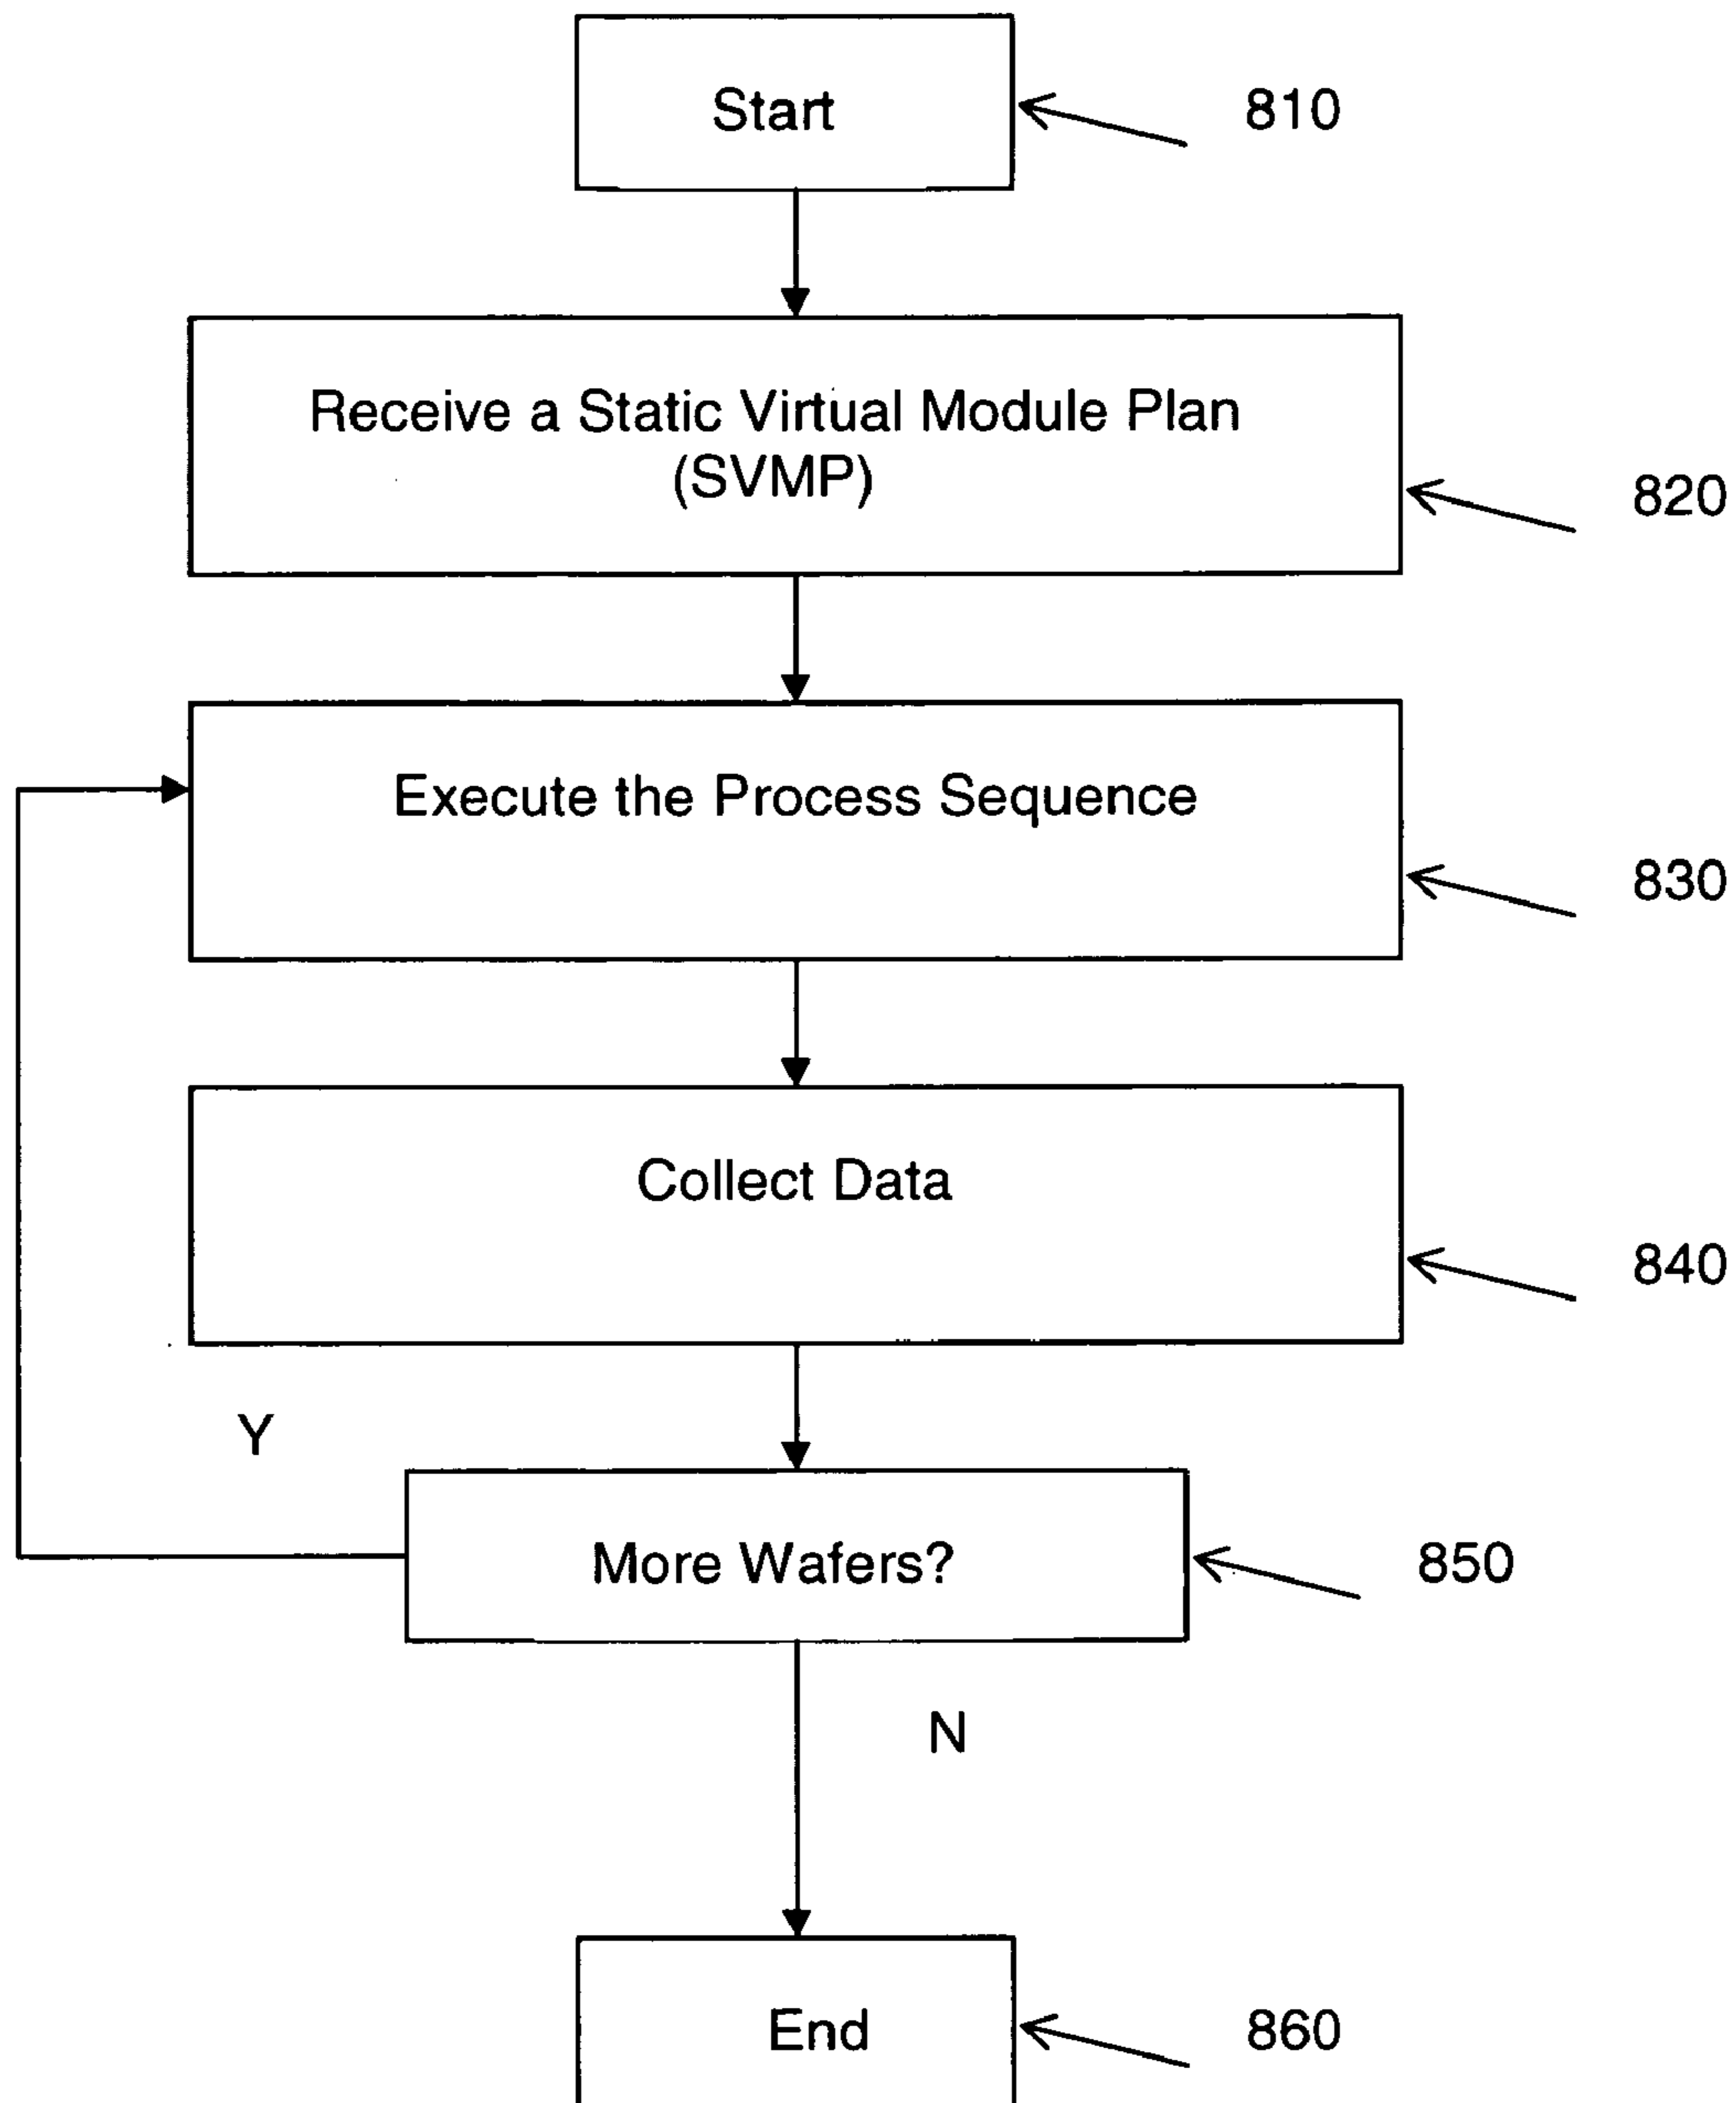 Start
810
Receive a Static Virtual Module Plan
(SVMP)
820
Execute the Process Sequence
830
Collect Data
840
Y
More Wafers?
850
N
End
860